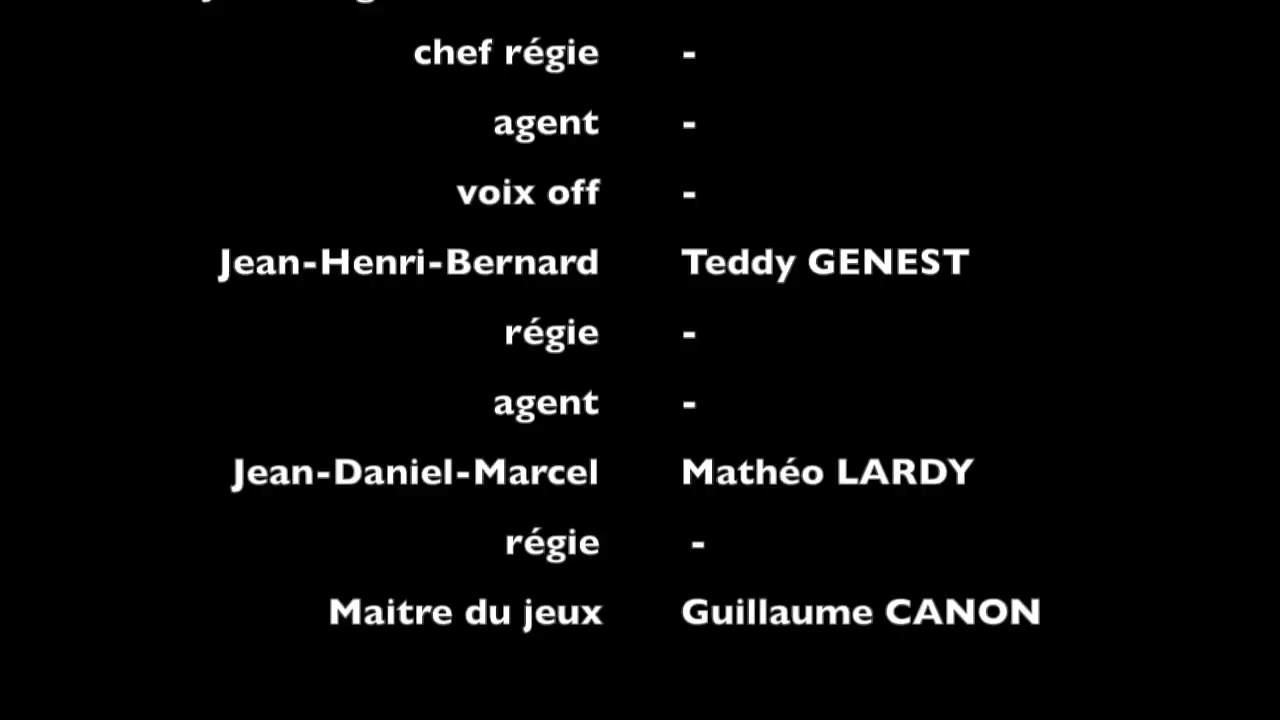 chef régie -
agent -
voix off -
Jean-Henri-Bernard Teddy GENEST
régie -
agent -
Jean-Daniel-Marcel Mathéo LARDY
régie -
Maitre du jeux Guillaume CANON